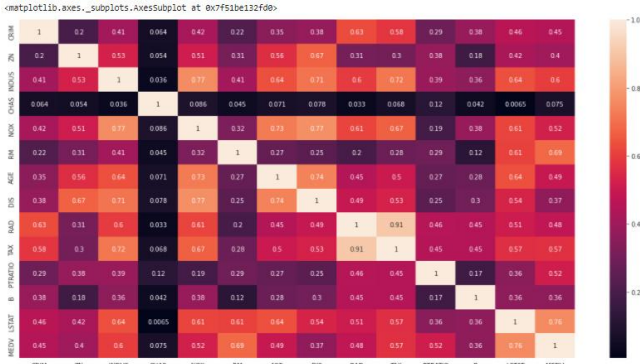 <matplotlib.axes._subplots.AxesSubplot at 0x7f51be132fd0>
CRIM 1 0.2 0.41 0.064 0.42 0.22 0.35 0.38 0.63 0.58 0.29 0.38 0.46 0.45
ZN 0.2 1 0.53 0.054 0.51 0.31 0.56 0.67 0.31 0.3 0.38 0.18 0.42 0.4
INDUS 0.41 0.53 1 0.036 0.77 0.41 0.64 0.71 0.6 0.72 0.39 0.36 0.64 0.6
CHAS 0.064 0.054 0.036 1 0.086 0.045 0.071 0.078 0.033 0.068 0.12 0.042 0.0065 0.075
NOX 0.42 0.51 0.77 0.086 1 0.32 0.73 0.77 0.61 0.67 0.19 0.38 0.61 0.52
RM 0.22 0.31 0.41 0.045 0.32 1 0.27 0.25 0.2 0.28 0.29 0.12 0.61 0.69
AGE 0.35 0.56 0.64 0.071 0.73 0.27 1 0.74 0.45 0.5 0.27 0.28 0.64 0.49
DIS 0.38 0.67 0.71 0.078 0.77 0.25 0.74 1 0.49 0.53 0.25 0.3 0.54 0.37
RAD 0.63 0.31 0.6 0.033 0.61 0.2 0.45 0.49 1 0.91 0.46 0.45 0.51 0.48
TAX 0.58 0.3 0.72 0.068 0.67 0.28 0.5 0.53 0.91 1 0.45 0.45 0.57 0.57
PTRATIO 0.29 0.38 0.39 0.12 0.19 0.29 0.27 0.25 0.46 0.45 1 0.17 0.36 0.52
B 0.38 0.18 0.36 0.042 0.38 0.12 0.28 0.3 0.45 0.45 0.17 1 0.36 0.36
LSTAT 0.46 0.42 0.64 0.0065 0.61 0.61 0.64 0.54 0.51 0.57 0.36 0.36 1 0.76
MEDV 0.45 0.4 0.6 0.075 0.52 0.69 0.49 0.37 0.48 0.57 0.52 0.36 0.76 1
1.0
0.8
0.6
0.4
0.2